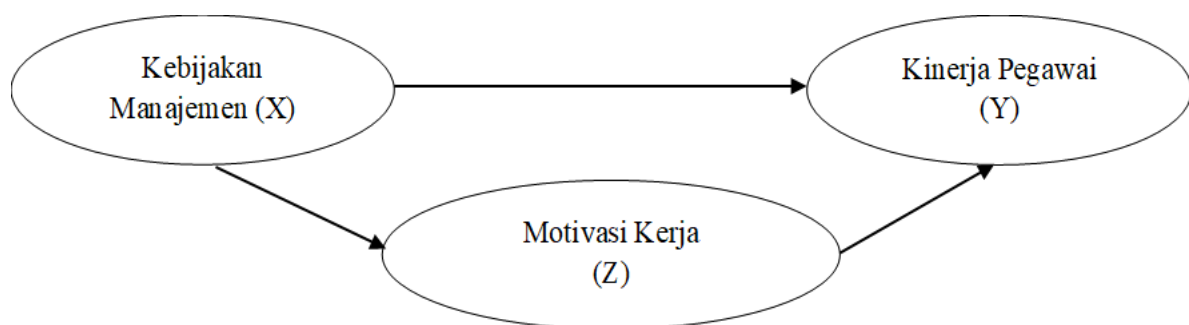 Kebijakan
Manajemen (X)
Kinerja Pegawai
(Y)
Motivasi Kerja
(Z)